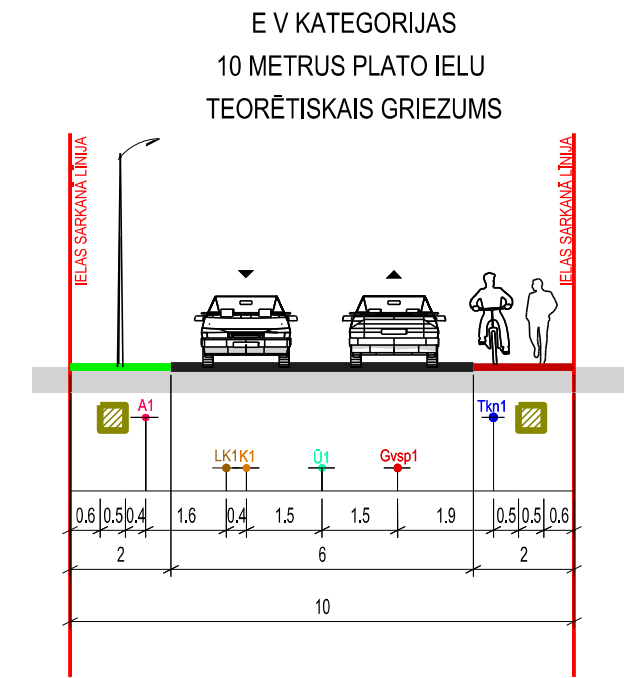 E V KATEGORIJAS
10 METRUS PLATO IELU
TEORĒTISKAIS GRIEZUMS
IELAS SARKANĀ LĪNIJA
IELAS SARKANĀ LĪNIJA
A1
Tkn1
LK1 K1
Ū1
Gvsp1
0.6 0.5 0.4 1.6 0.4 1.5 1.5 1.9 0.5 0.5 0.6
2 6 2
10